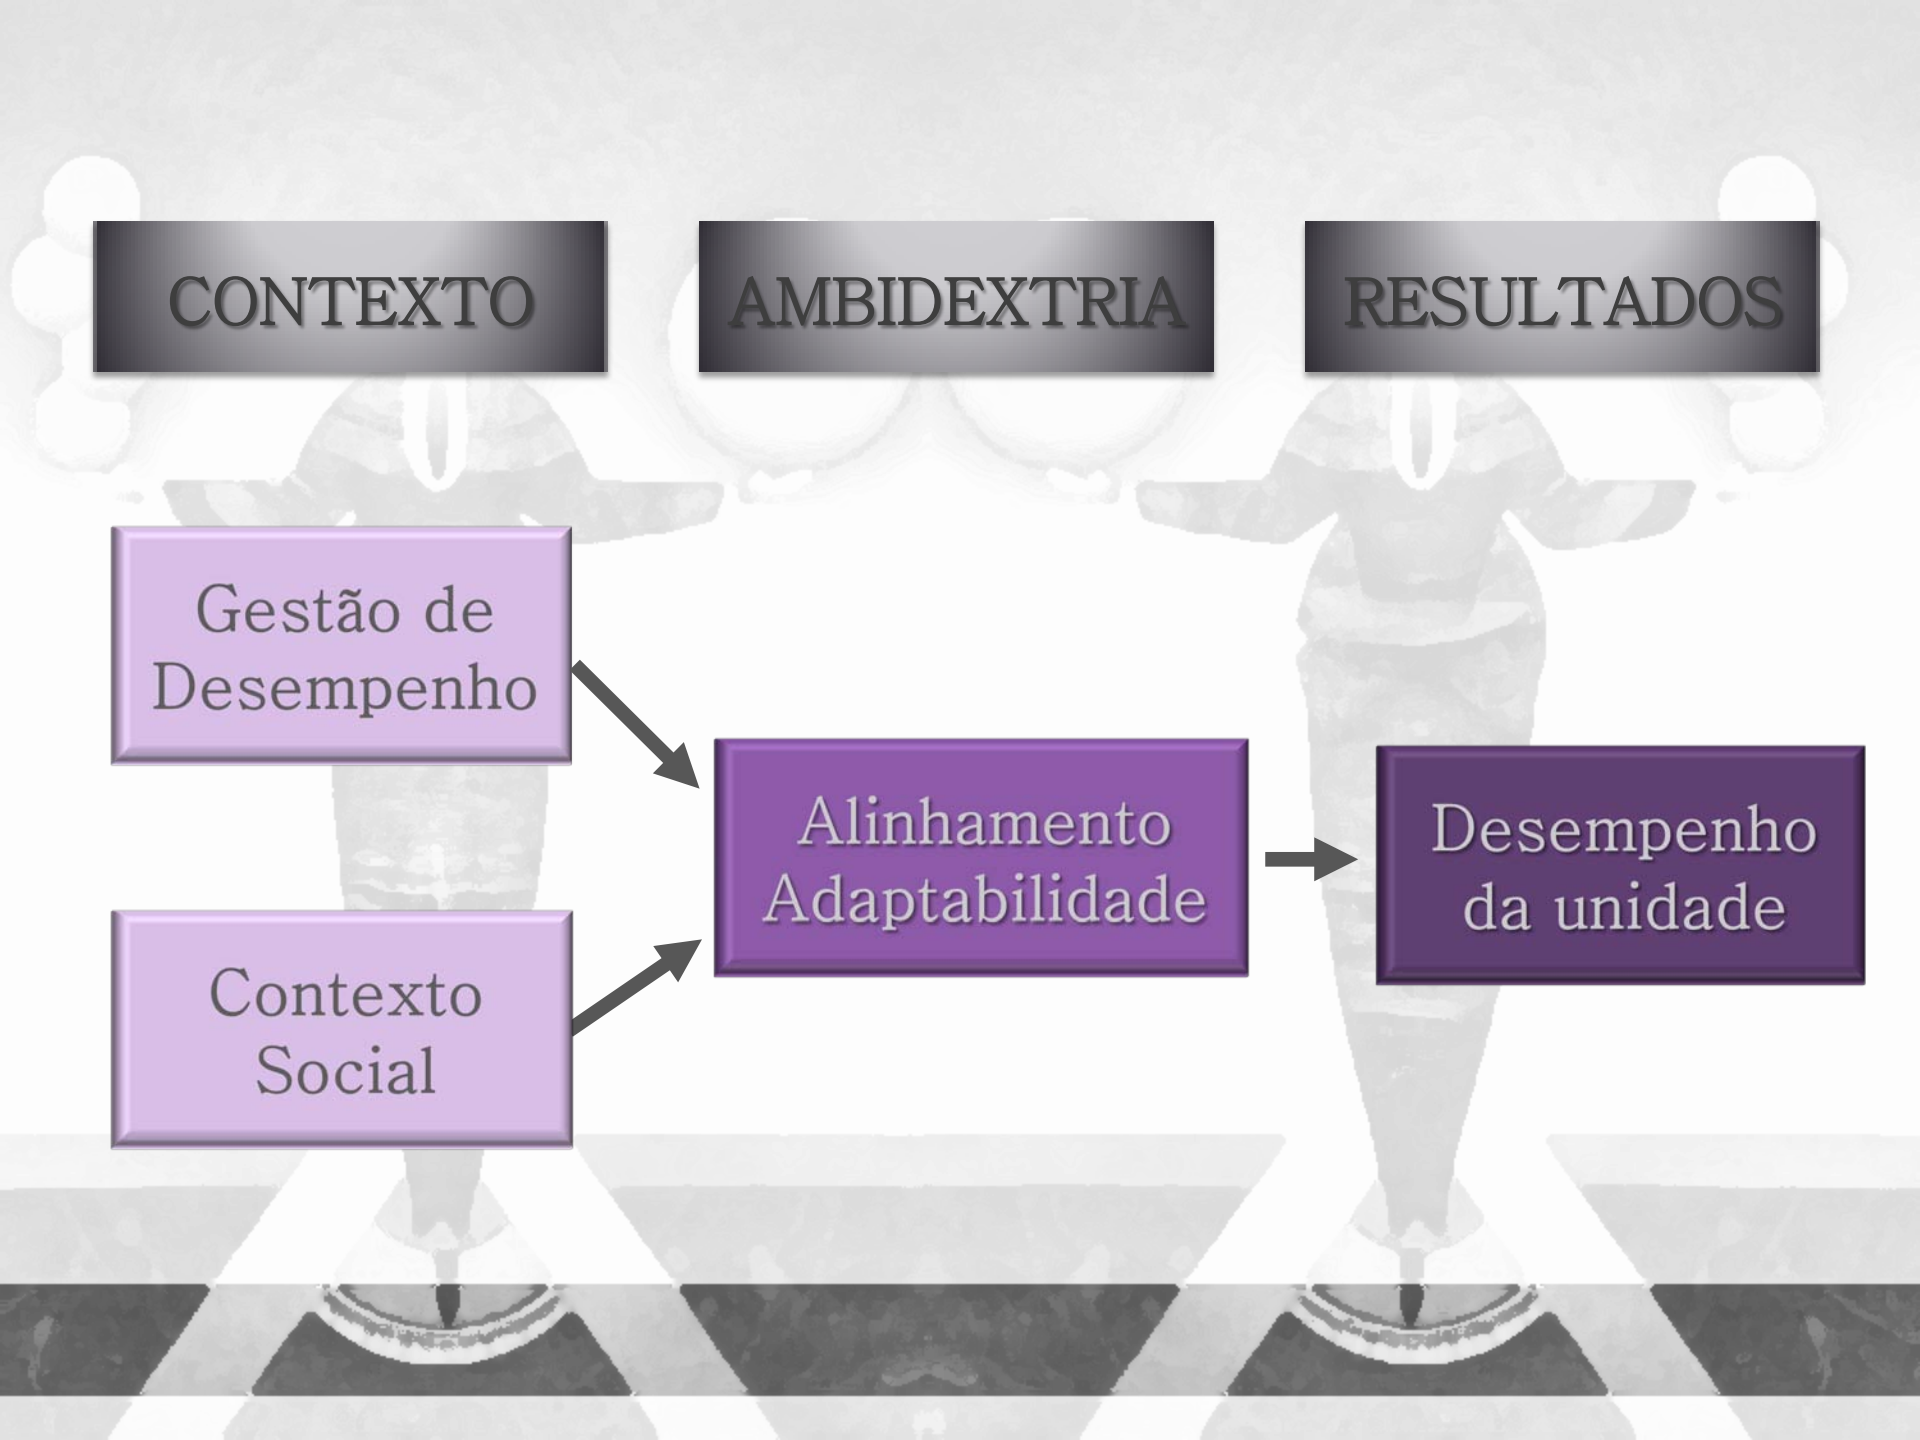 CONTEXTO
AMBIDEXTRIA
RESULTADOS
Gestão de
Desempenho
Contexto
Social
Alinhamento
Adaptabilidade
Desempenho
da unidade